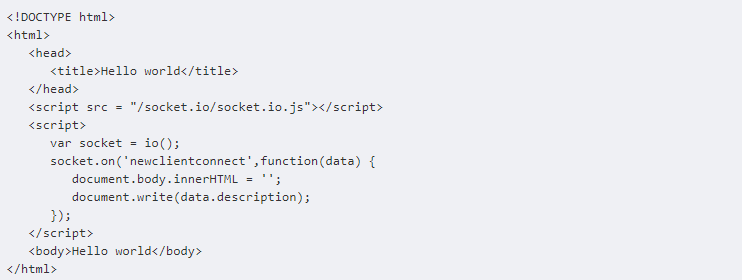 <!DOCTYPE html>
<html>
   <head>
      <title>Hello world</title>
   </head>
   <script src = "/socket.io/socket.io.js"></script>
   <script>
      var socket = io();
      socket.on('newclientconnect',function(data) {
         document.body.innerHTML = '';
         document.write(data.description);
      });
   </script>
   <body>Hello world</body>
</html>